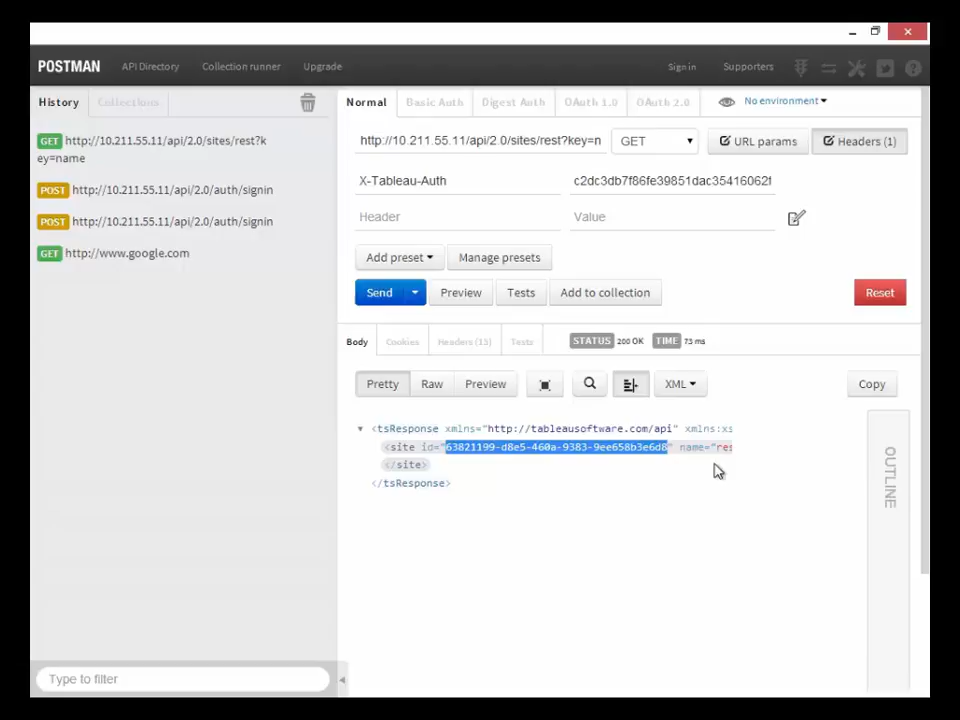 POSTMAN API Directory Collection runner Upgrade Sign in Supporters
History Collections
GET http://10.211.55.11/api/2.0/sites/rest?k
ey=name
POST http://10.211.55.11/api/2.0/auth/signin
POST http://10.211.55.11/api/2.0/auth/signin
GET http://www.google.com
Type to filter
Normal Basic Auth Digest Auth OAuth 1.0 OAuth 2.0 No environment
http://10.211.55.11/api/2.0/sites/rest?key=n GET URL params Headers (1)
X-Tableau-Auth c2dc3db7f86fe39851dac35416062f
Header Value
Add preset Manage presets
Send Preview Tests Add to collection Reset
Body Cookies Headers (13) Tests STATUS 200 OK TIME 73 ms
Pretty Raw Preview XML Copy
<tsResponse xmlns="http://tableausoftware.com/api" xmlns:xs
<site id="63821199-d8e5-460a-9383-9ee658b3e6d8" name="res
</site>
</tsResponse>
OUTLINE